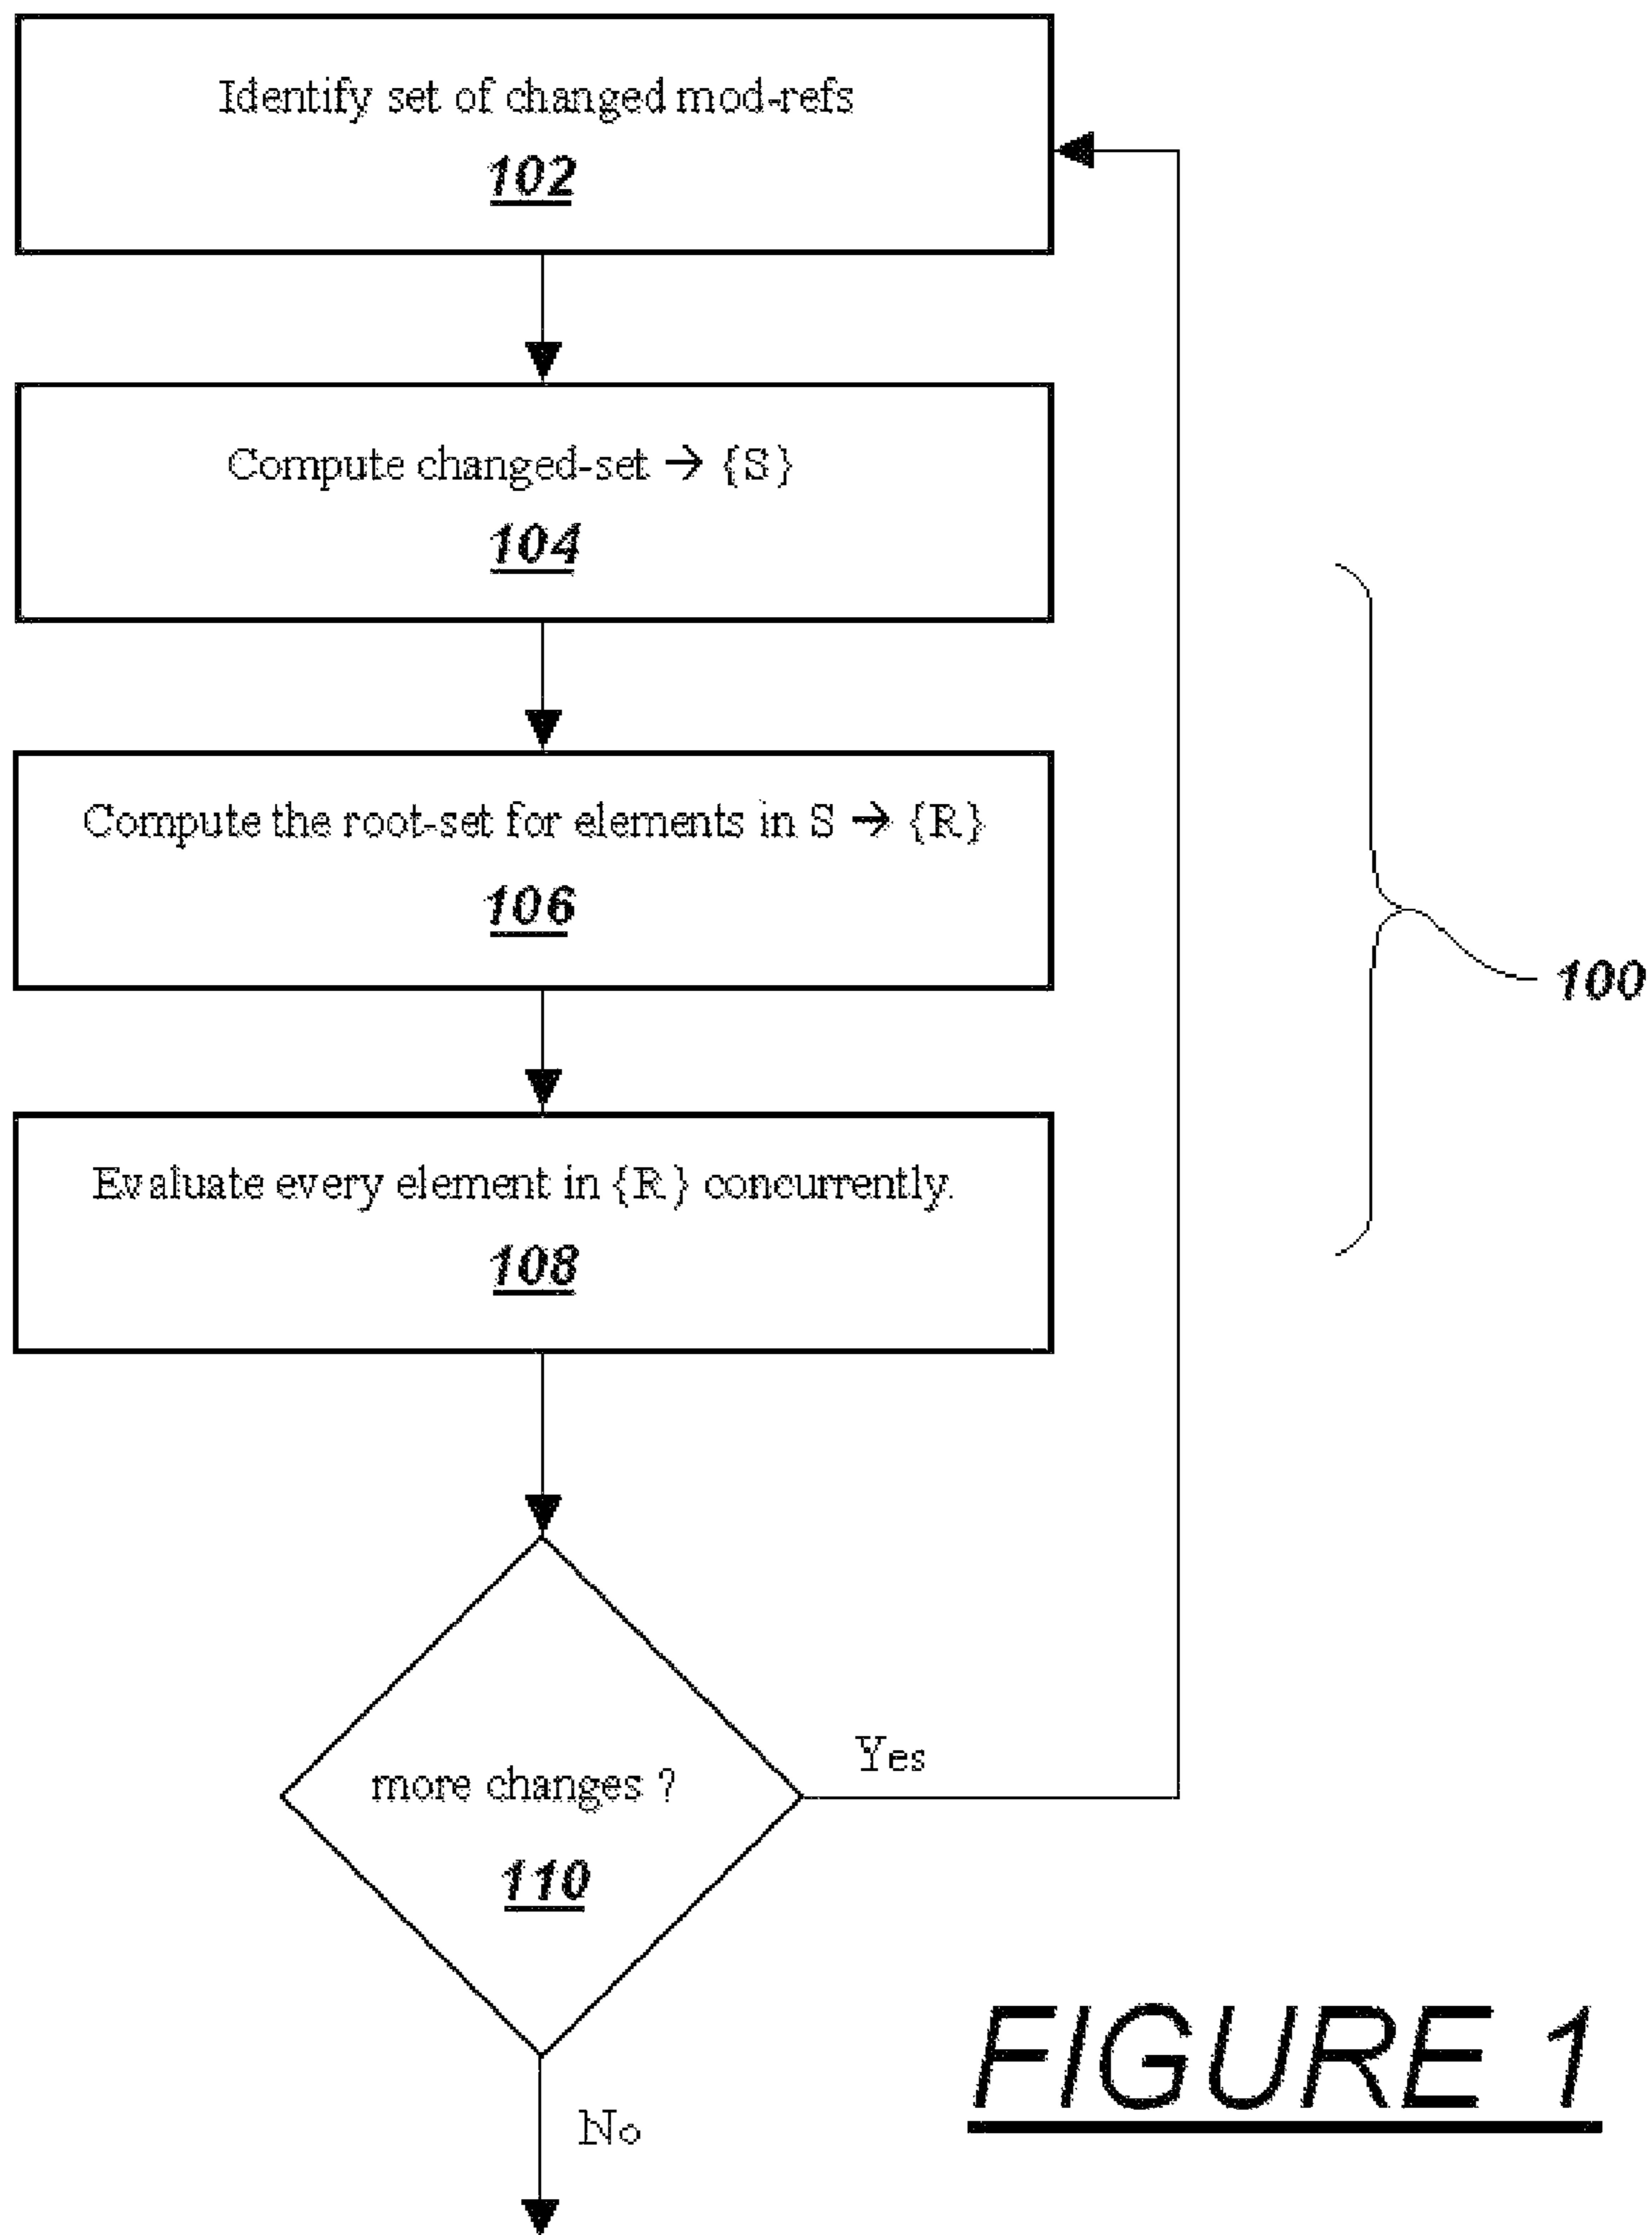 Identify set of changed mod-refs
102
Compute changed-set → {S}
104
Compute the root-set for elements in S → {R}
106
100
Evaluate every element in {R} concurrently.
108
more changes ?
110
Yes
No
FIGURE 1